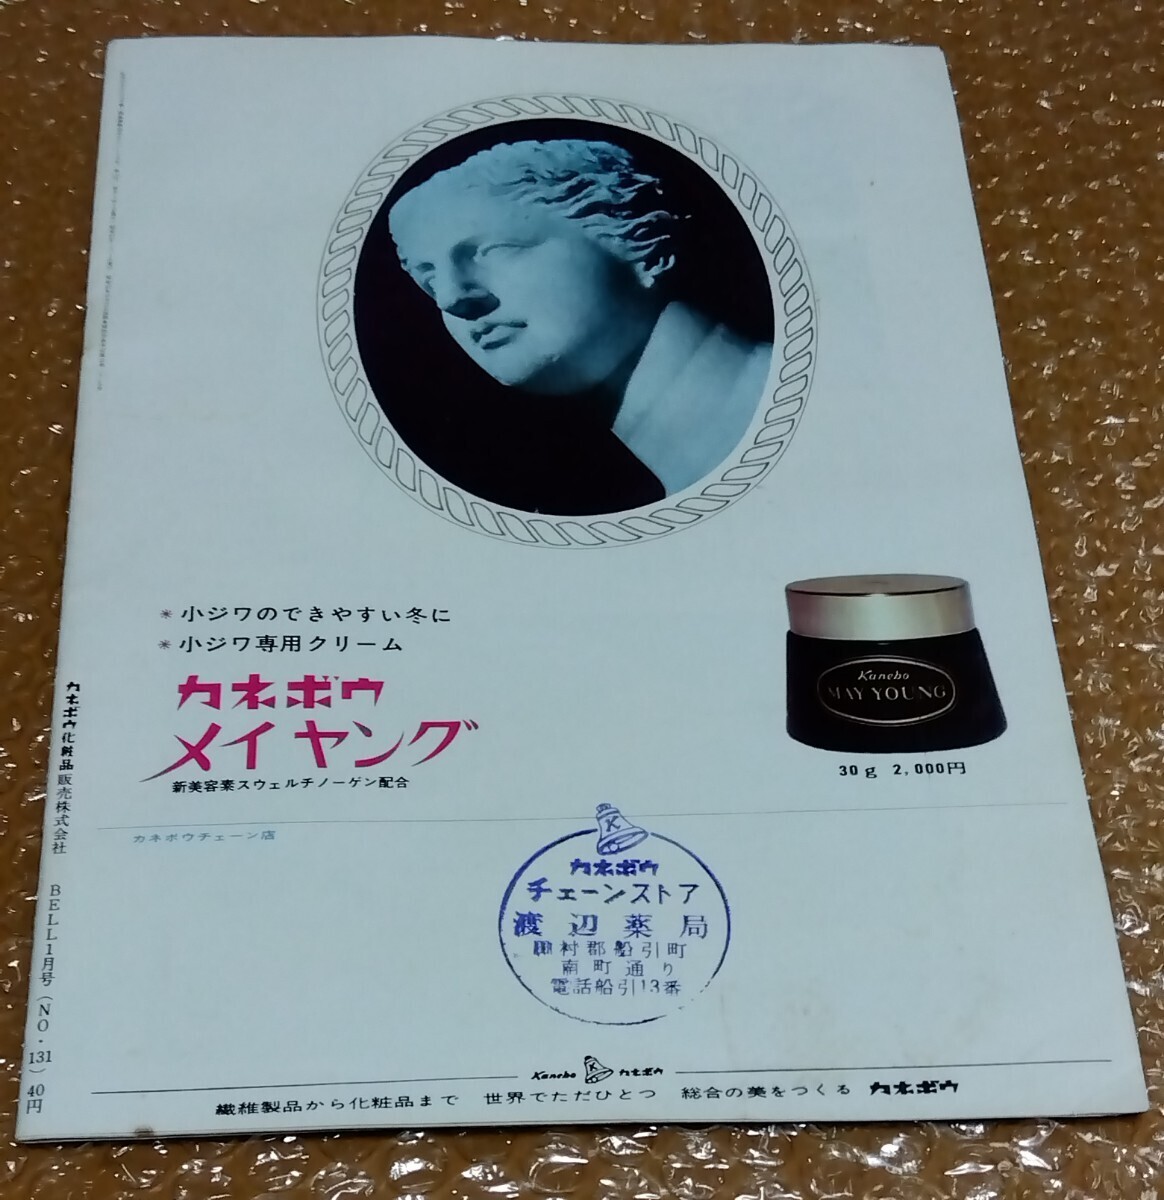 ＊小ジワのできやすい冬に
＊小ジワ専用クリーム
カネボウ
メイヤング
新美容素スウェルチノーゲン配合
Kanebo
MAY YOUNG
30g 2,000円
カネボウチェーン店
K
カネボウ
チェーンストア
渡辺薬局
田村郡船引町
南町通り
電話船引13番
Kanebo カネボウ
繊維製品から化粧品まで 世界でただひとつ 総合の美をつくる カネボウ
カネボウ化粧品販売株式会社 BELL1月号(NO・131) 40円